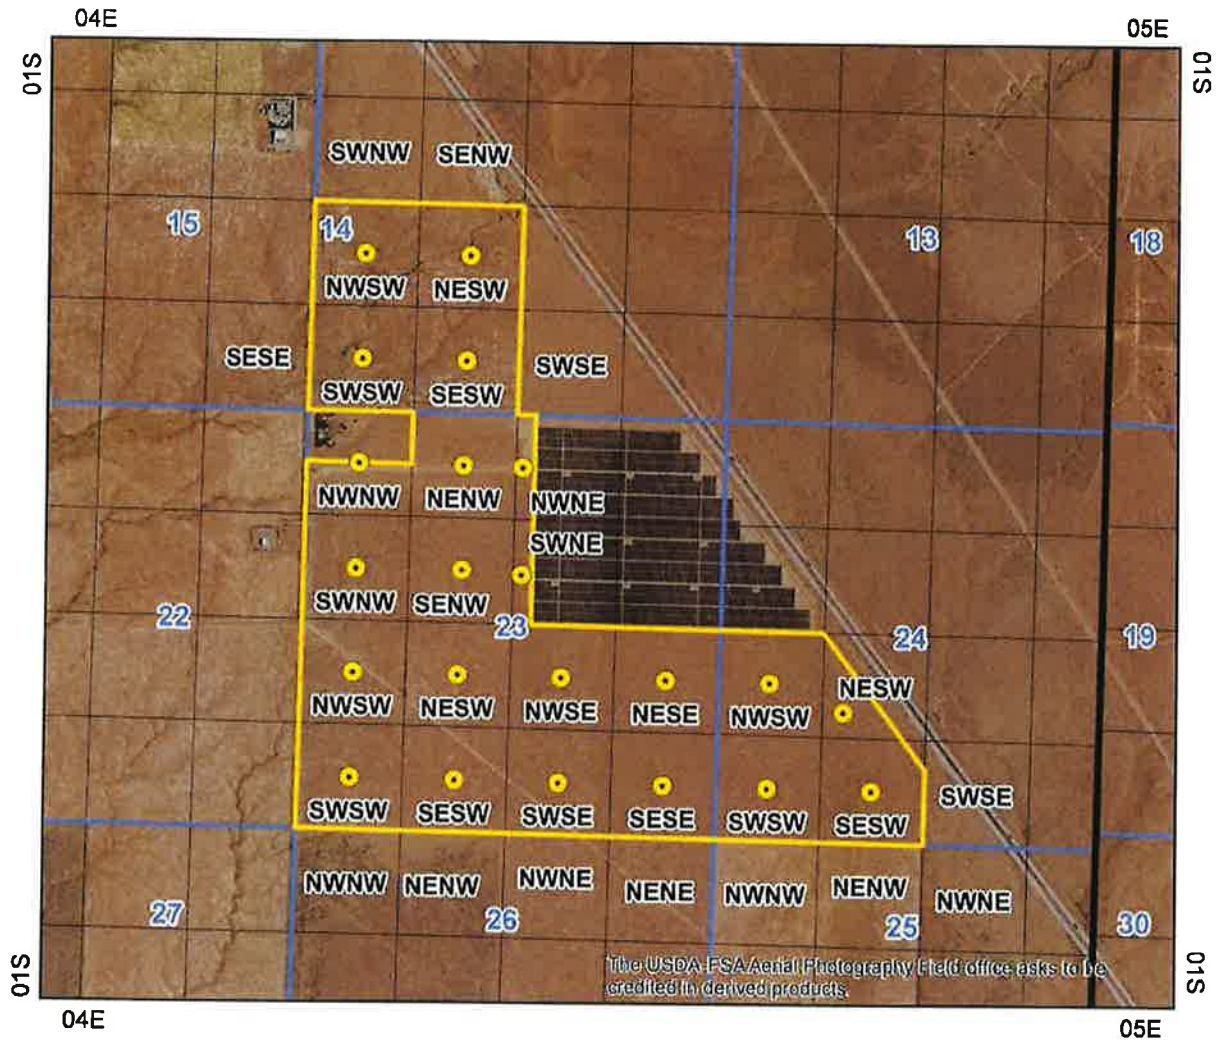 04E
05E
01S
01S
SWNW SENW
15
14
13
18
NWSW NESW
SESE
SWSE
SWSW SESW
NWNW NENW NWNE
SWNE
SWNW SENW
22
23
24
19
NESW
NWSW NESW NWSE NESE NWSW
SWSE
SWSW SESW SWSE SESE SWSW SESW
NWNW NENW NWNE NENE NWNW NENW NWNE
27
26
25
30
The USDA-FSA Aerial Photography Field office asks to be
credited in derived products.
01S
01S
04E
05E